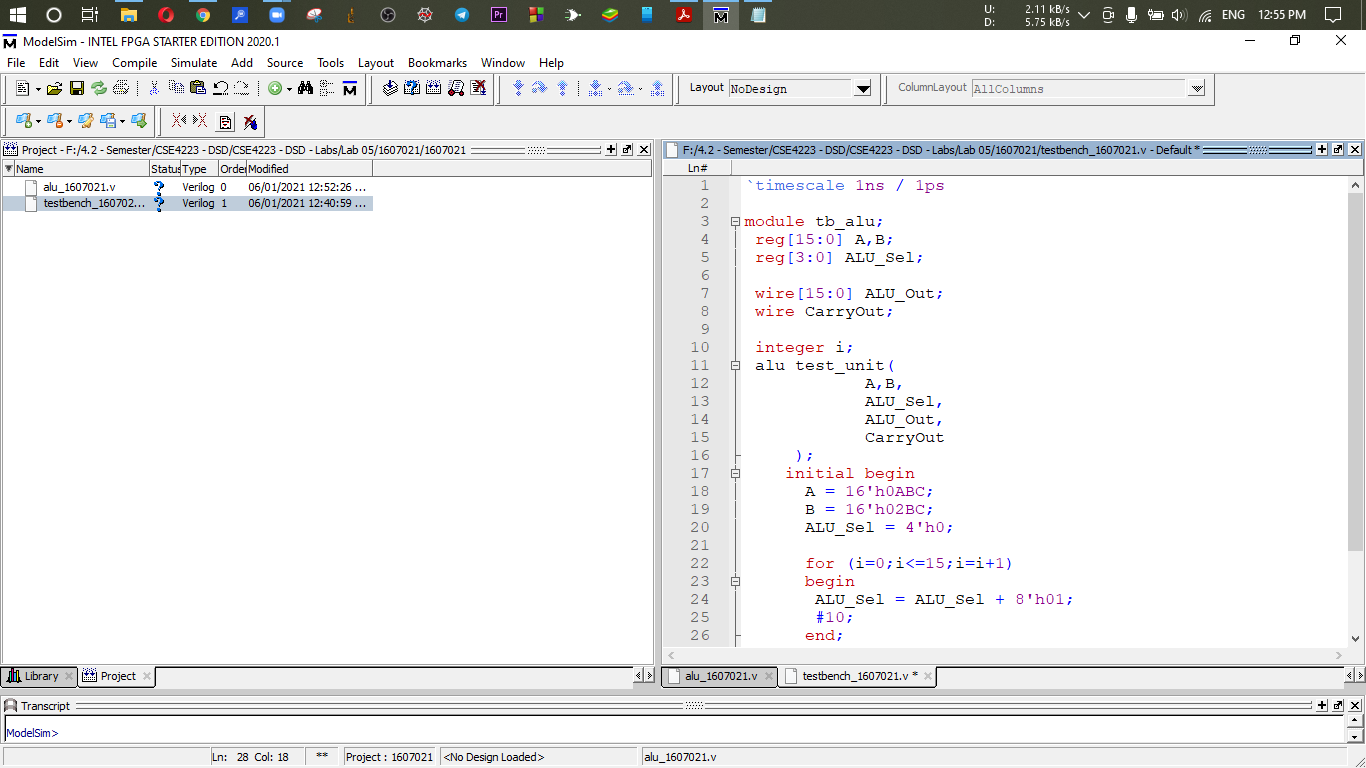 U: 2.11 kB/s
D: 5.75 kB/s
ENG 12:55 PM
ModelSim - INTEL FPGA STARTER EDITION 2020.1
File Edit View Compile Simulate Add Source Tools Layout Bookmarks Window Help
Layout NoDesign
ColumnLayout AllColumns
Project - F:/4.2 - Semester/CSE4223 - DSD/CSE4223 - DSD - Labs/Lab 05/1607021/1607021
Name Status Type Order Modified
alu_1607021.v ? Verilog 0 06/01/2021 12:52:26 ...
testbench_160702... ? Verilog 1 06/01/2021 12:40:59 ...
Library Project
F:/4.2 - Semester/CSE4223 - DSD/CSE4223 - DSD - Labs/Lab 05/1607021/testbench_1607021.v - Default *
Ln#
1 `timescale 1ns / 1ps
2
3 module tb_alu;
4 reg[15:0] A,B;
5 reg[3:0] ALU_Sel;
6
7 wire[15:0] ALU_Out;
8 wire CarryOut;
9
10 integer i;
11 alu test_unit(
12 A,B,
13 ALU_Sel,
14 ALU_Out,
15 CarryOut
16 );
17 initial begin
18 A = 16'h0ABC;
19 B = 16'h02BC;
20 ALU_Sel = 4'h0;
21
22 for (i=0;i<=15;i=i+1)
23 begin
24 ALU_Sel = ALU_Sel + 8'h01;
25 #10;
26 end;
alu_1607021.v testbench_1607021.v *
Transcript
ModelSim>
Ln: 28 Col: 18 ** Project : 1607021 <No Design Loaded> alu_1607021.v